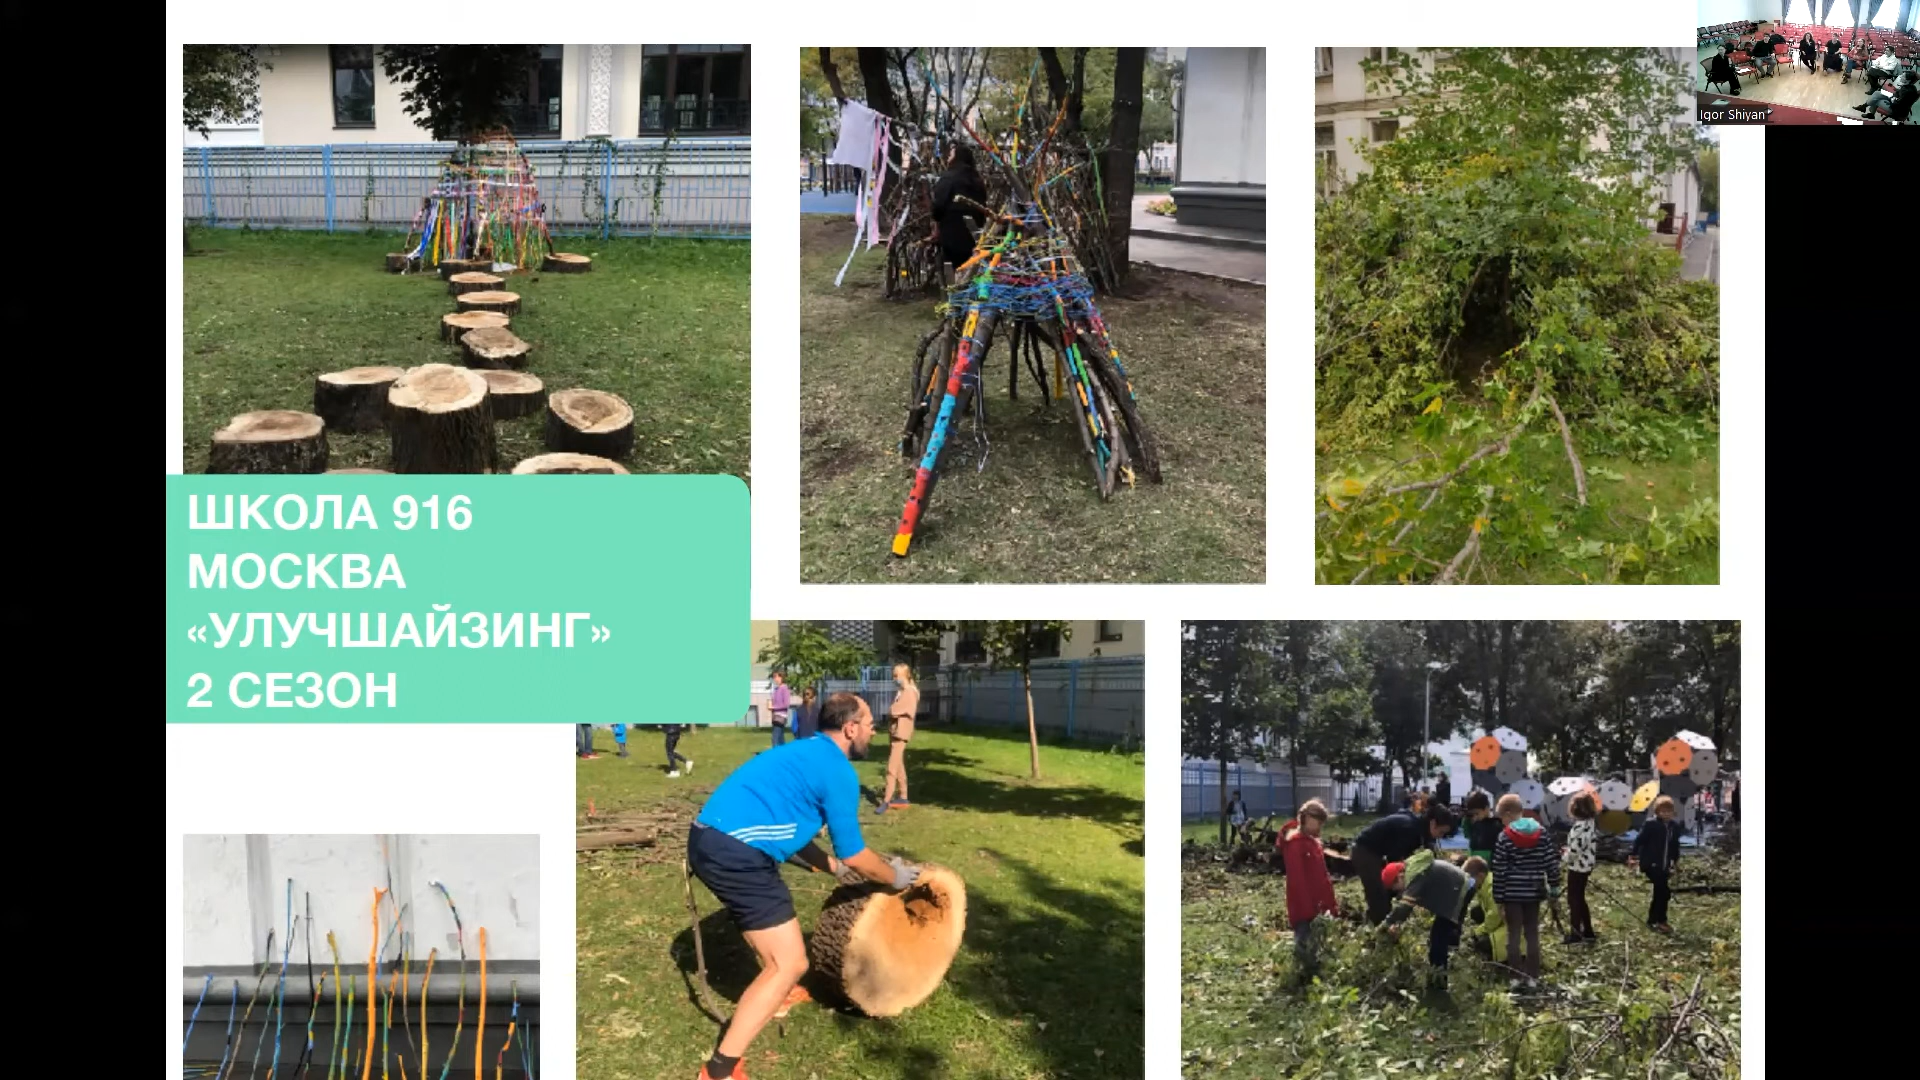 Igor Shiyan
ШКОЛА 916
МОСКВА
«УЛУЧШАЙЗИНГ»
2 СЕЗОН